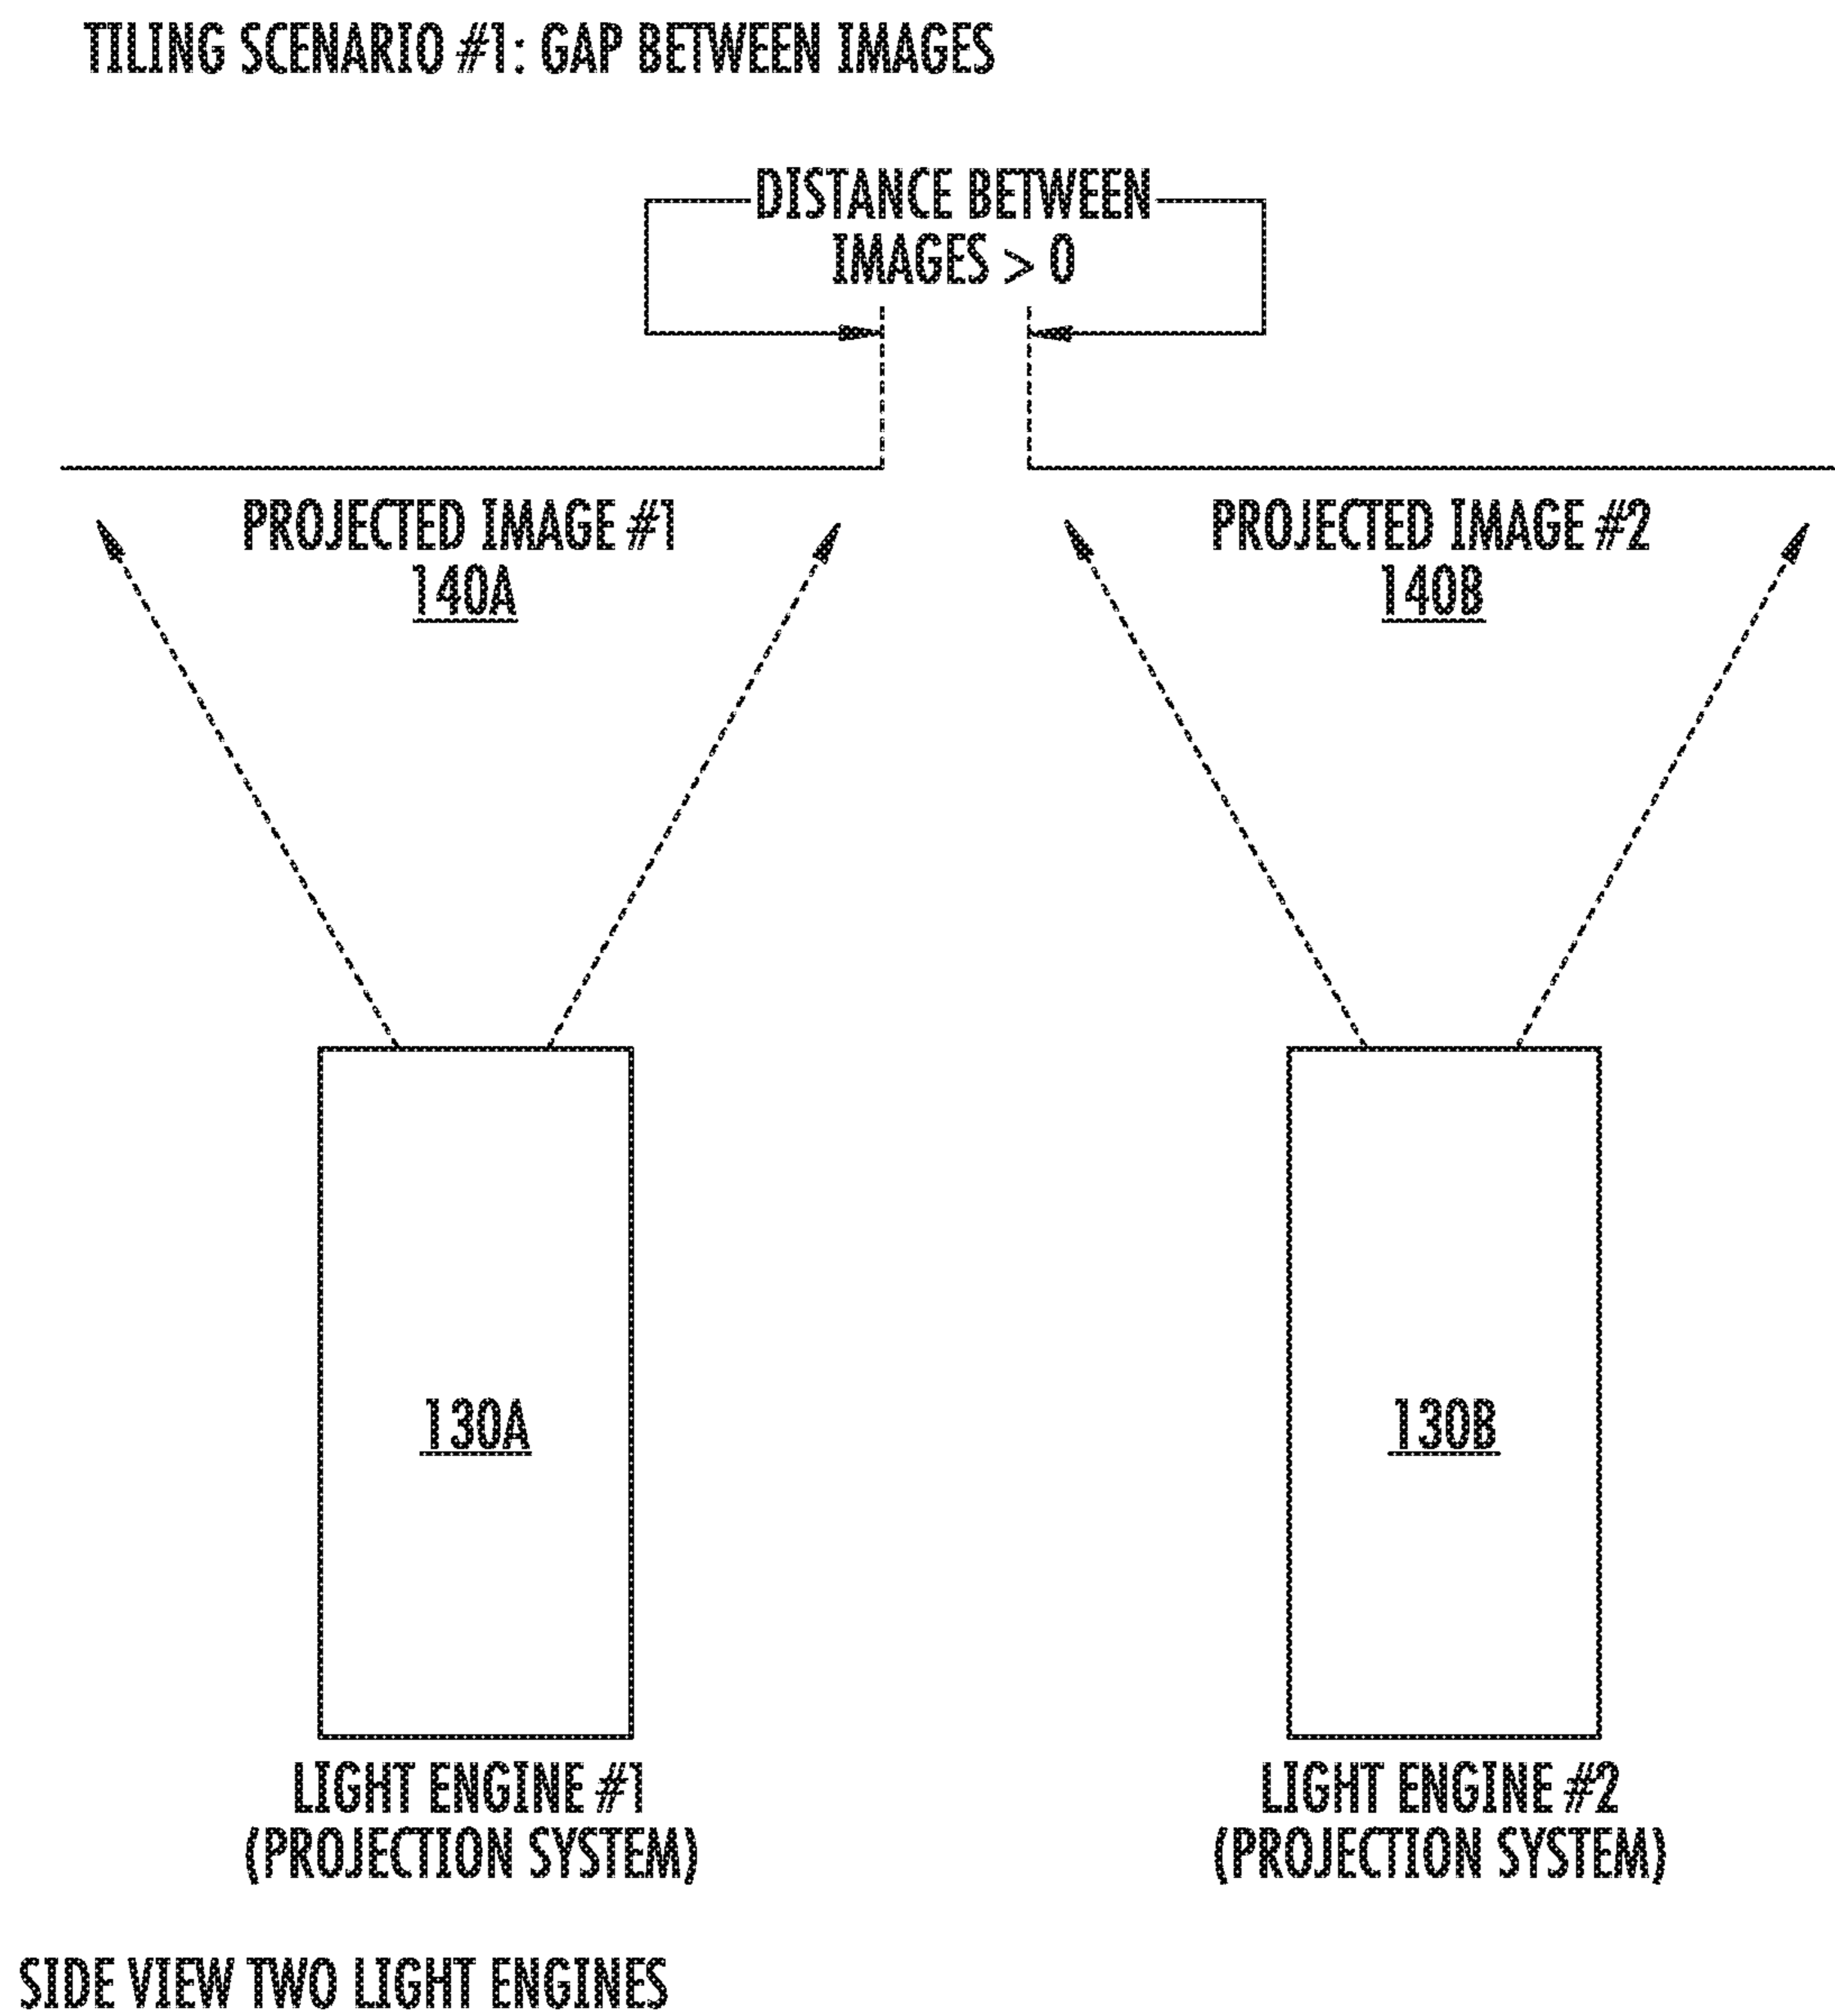 TILING SCENARIO #1: GAP BETWEEN IMAGES
DISTANCE BETWEEN
IMAGES > 0
PROJECTED IMAGE #1
140A
PROJECTED IMAGE #2
140B
130A
130B
LIGHT ENGINE #1
(PROJECTION SYSTEM)
LIGHT ENGINE #2
(PROJECTION SYSTEM)
SIDE VIEW TWO LIGHT ENGINES